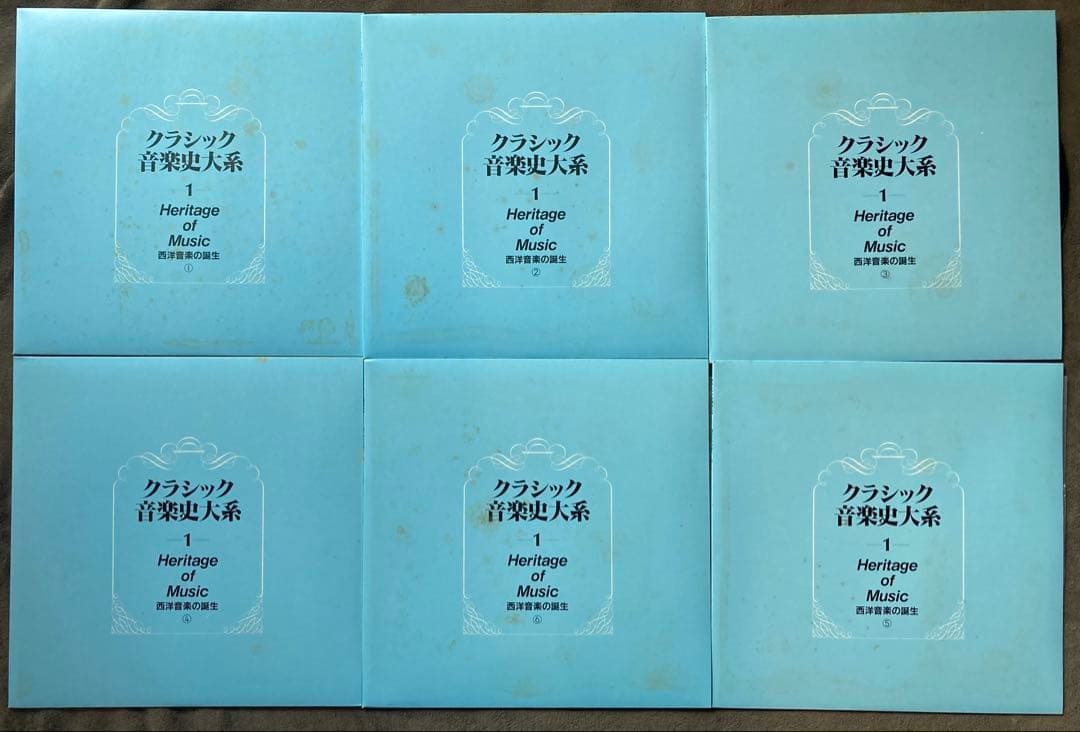 クラシック
音楽史大系
1
Heritage
of
Music
西洋音楽の誕生
①
クラシック
音楽史大系
1
Heritage
of
Music
西洋音楽の誕生
②
クラシック
音楽史大系
1
Heritage
of
Music
西洋音楽の誕生
③
クラシック
音楽史大系
1
Heritage
of
Music
西洋音楽の誕生
④
クラシック
音楽史大系
1
Heritage
of
Music
西洋音楽の誕生
⑥
クラシック
音楽史大系
1
Heritage
of
Music
西洋音楽の誕生
⑤